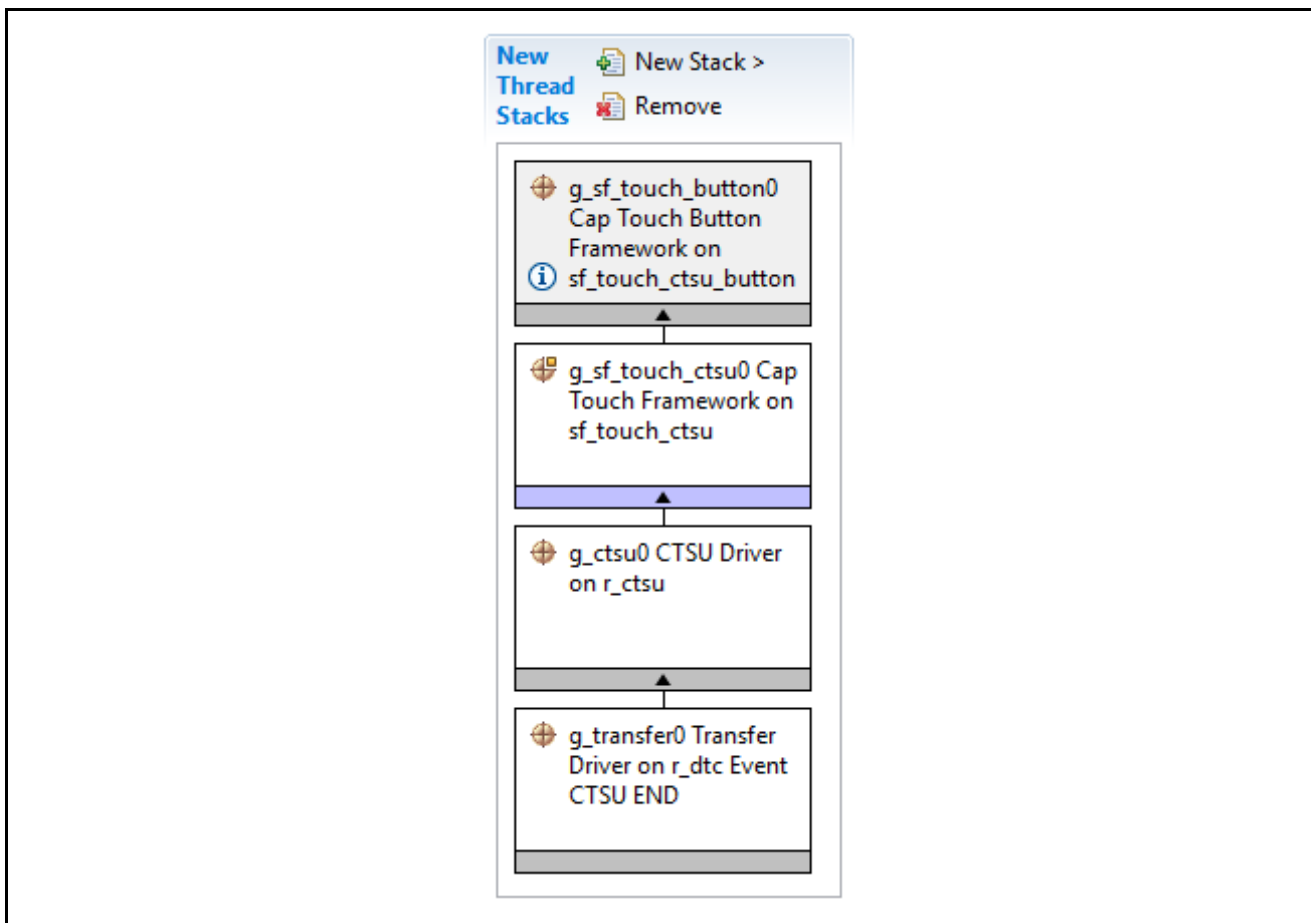 New
Thread
Stacks
New Stack >
Remove
g_sf_touch_button0
Cap Touch Button
Framework on
sf_touch_ctsu_button
g_sf_touch_ctsu0 Cap
Touch Framework on
sf_touch_ctsu
g_ctsu0 CTSU Driver
on r_ctsu
g_transfer0 Transfer
Driver on r_dtc Event
CTSU END